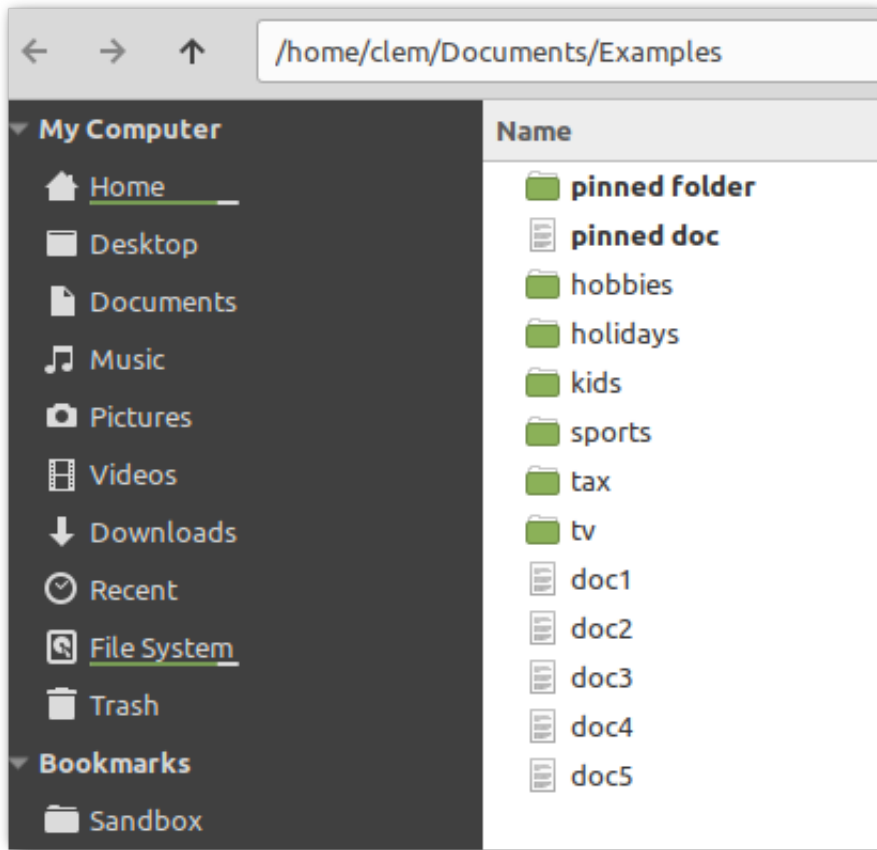 /home/clem/Documents/Examples
My Computer
Home
Desktop
Documents
Music
Pictures
Videos
Downloads
Recent
File System
Trash
Bookmarks
Sandbox
Name
pinned folder
pinned doc
hobbies
holidays
kids
sports
tax
tv
doc1
doc2
doc3
doc4
doc5